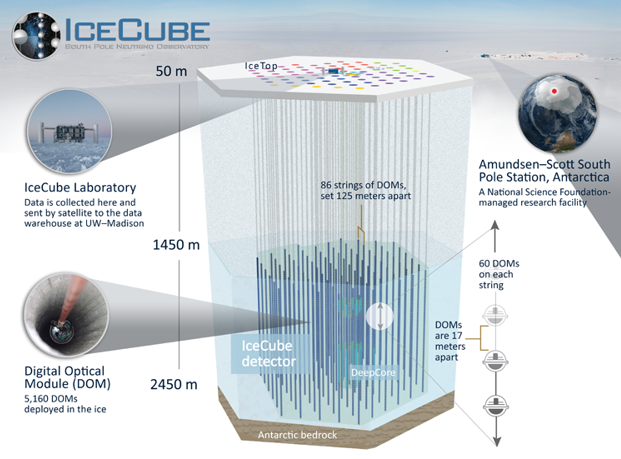 ICECUBE
SOUTH POLE NEUTRINO OBSERVATORY
IceTop
50 m
86 strings of DOMs,
set 125 meters apart
IceCube Laboratory
Data is collected here and
sent by satellite to the data
warehouse at UW–Madison
Amundsen–Scott South
Pole Station, Antarctica
A National Science Foundation-
managed research facility
1450 m
60 DOMs
on each
string
DOMs
are 17
meters
apart
IceCube
detector
DeepCore
Digital Optical
Module (DOM)
5,160 DOMs
deployed in the ice
2450 m
Antarctic bedrock